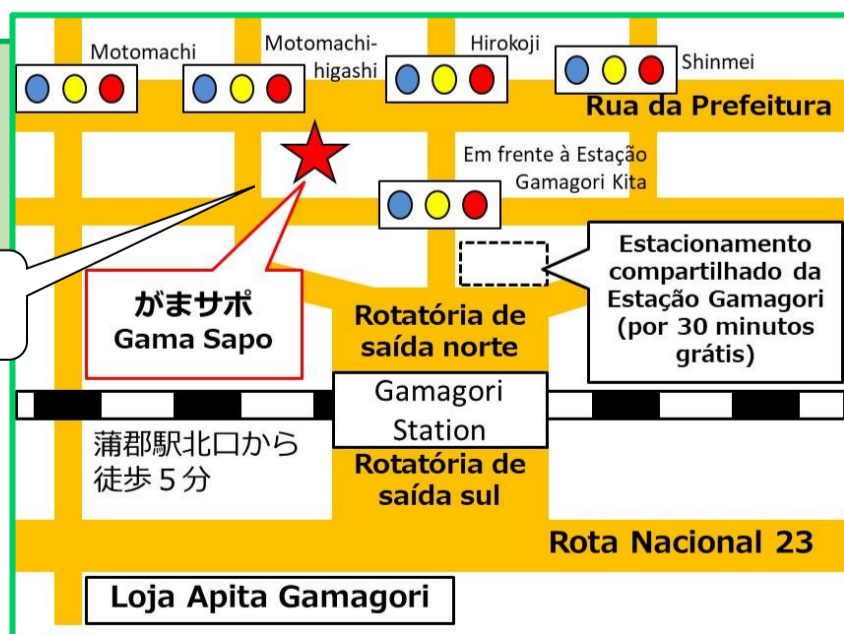 Motomachi
Motomachi-
higashi
Hirokoji
Shinmei
Rua da Prefeitura
Em frente à Estação
Gamagori Kita
がまサポ
Gama Sapo
Estacionamento
compartilhado da
Estação Gamagori
(por 30 minutos
grátis)
Rotatória de
saída norte
Gamagori
Station
蒲郡駅北口から
徒歩５分
Rotatória de
saída sul
Rota Nacional 23
Loja Apita Gamagori